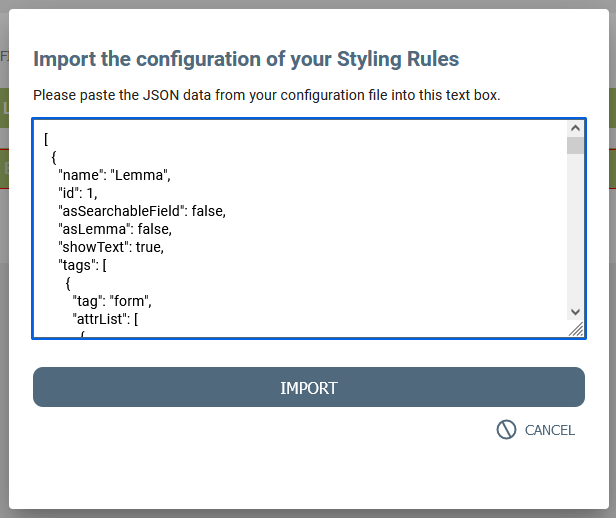 Import the configuration of your Styling Rules
Please paste the JSON data from your configuration file into this text box.
[
{
"name": "Lemma",
"id": 1,
"asSearchableField": false,
"asLemma": false,
"showText": true,
"tags": [
{
"tag": "form",
"attrList": [
{
IMPORT
CANCEL